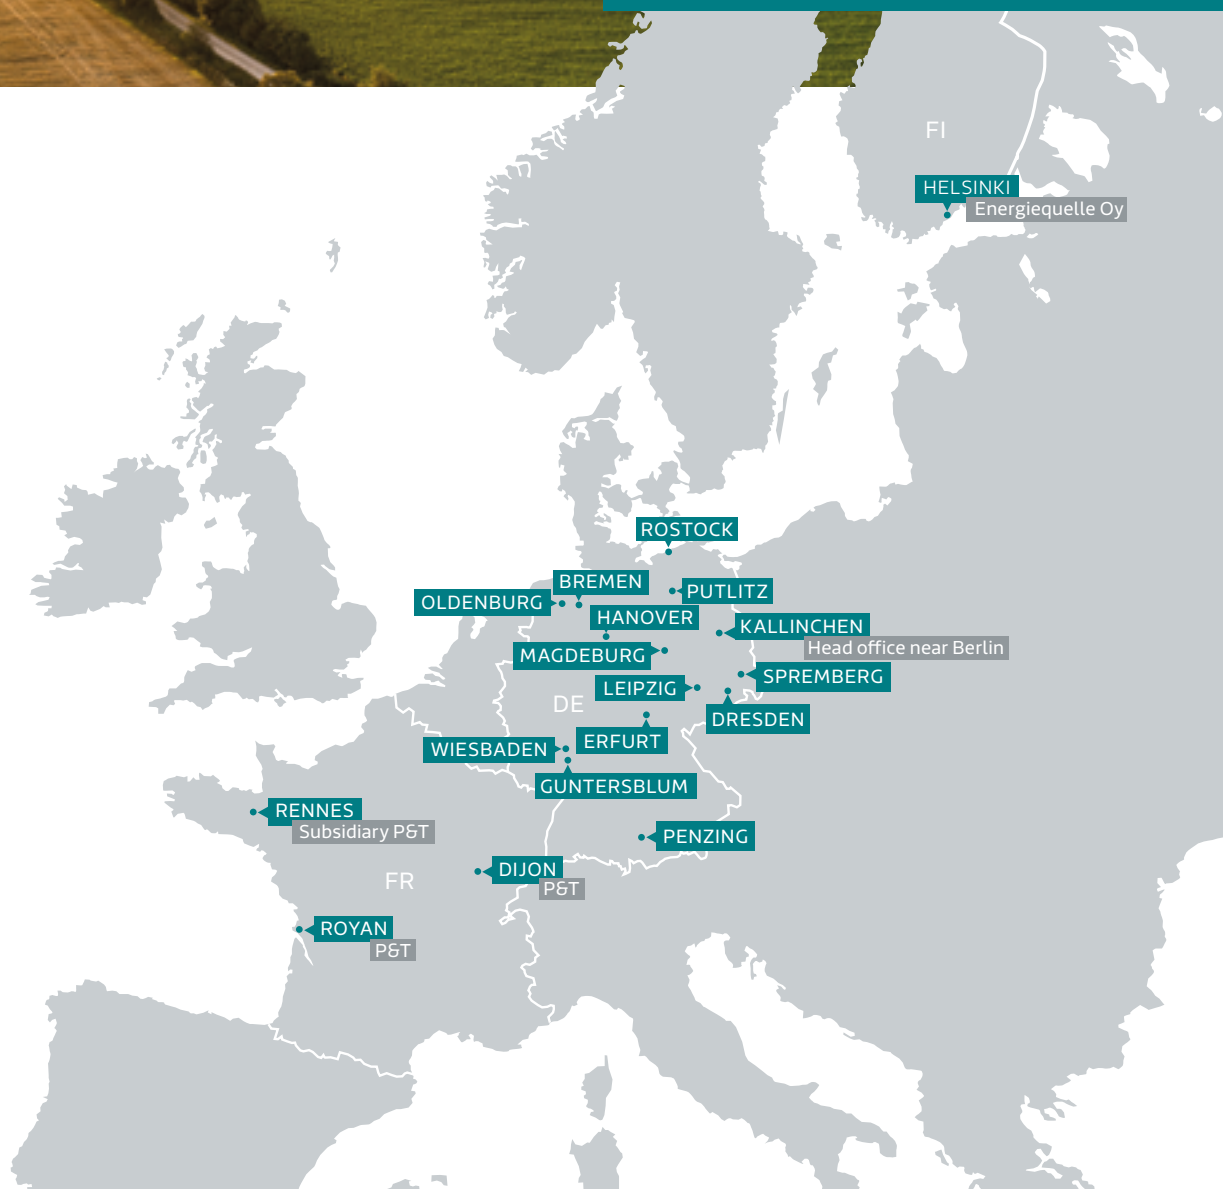 FI
HELSINKI
Energiequelle Oy
ROSTOCK
BREMEN
PUTLITZ
OLDENBURG
HANOVER
KALLINCHEN
Head office near Berlin
MAGDEBURG
SPREMBERG
LEIPZIG
DE
DRESDEN
ERFURT
WIESBADEN
GUNTERSBLUM
RENNES
Subsidiary P&T
PENZING
DIJON
P&T
FR
ROYAN
P&T